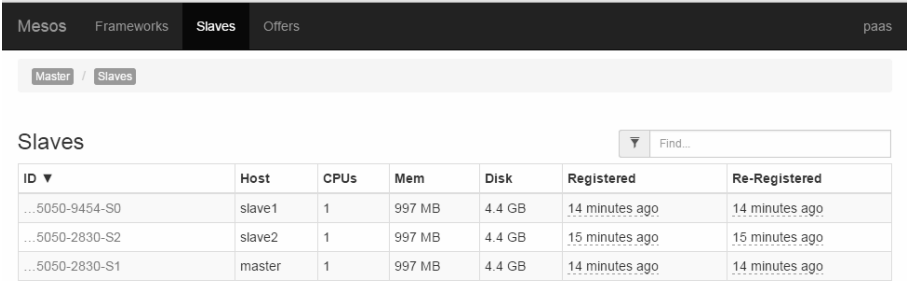 Mesos Frameworks Slaves Offers paas
Master / Slaves
Slaves Find...
ID ▼ Host CPUs Mem Disk Registered Re-Registered
...5050-9454-S0 slave1 1 997 MB 4.4 GB 14 minutes ago 14 minutes ago
...5050-2830-S2 slave2 1 997 MB 4.4 GB 15 minutes ago 15 minutes ago
...5050-2830-S1 master 1 997 MB 4.4 GB 14 minutes ago 14 minutes ago